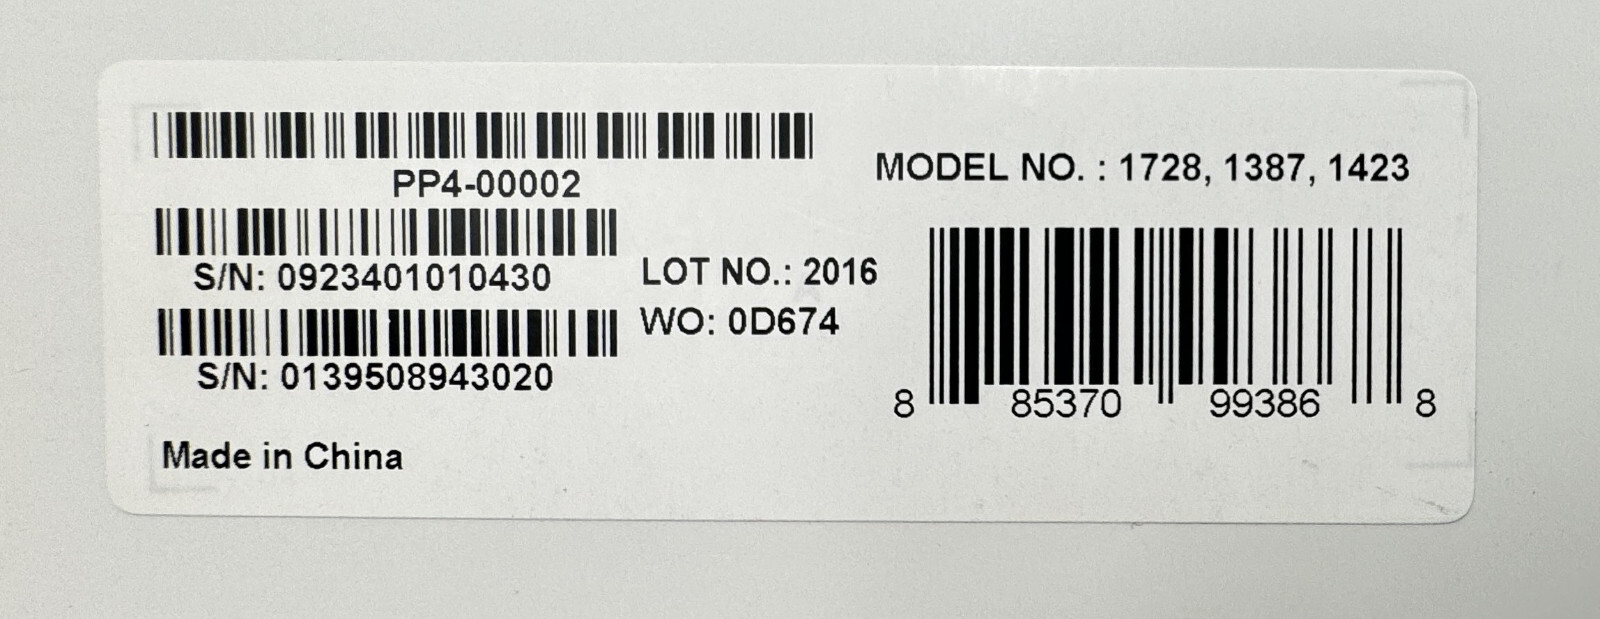 PP4-00002
S/N: 0923401010430
S/N: 0139508943020
Made in China
LOT NO.: 2016
WO: 0D674
MODEL NO. : 1728, 1387, 1423
8 85370 99386 8